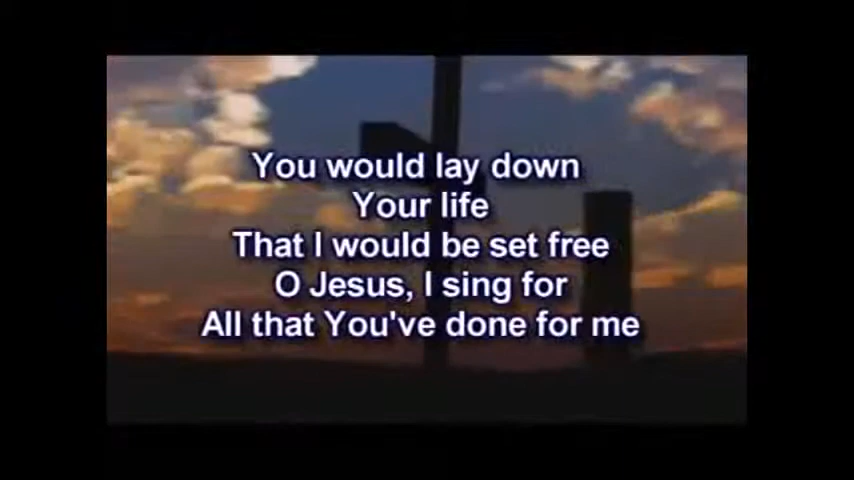 You would lay down
Your life
That I would be set free
O Jesus, I sing for
All that You've done for me